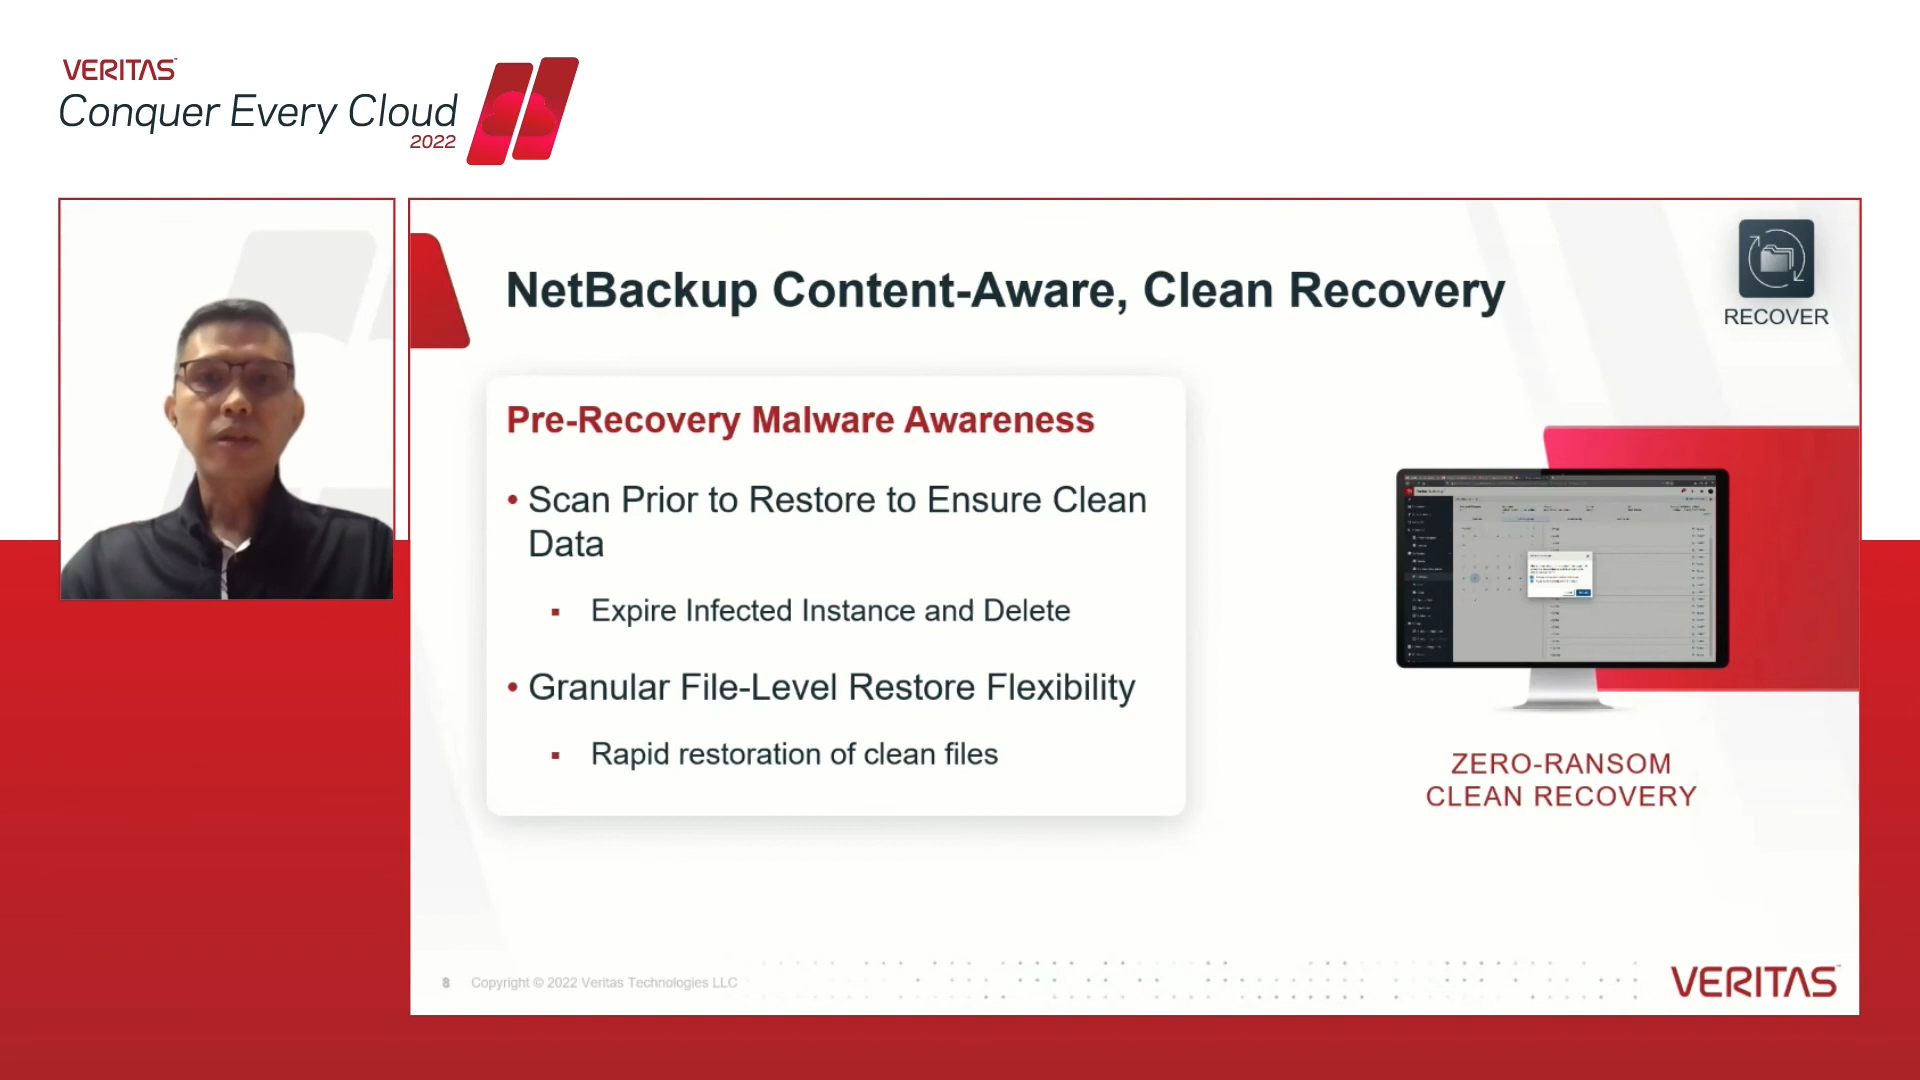 VERITAS
Conquer Every Cloud
2022
NetBackup Content-Aware, Clean Recovery
RECOVER
Pre-Recovery Malware Awareness
• Scan Prior to Restore to Ensure Clean
Data
▪ Expire Infected Instance and Delete
• Granular File-Level Restore Flexibility
▪ Rapid restoration of clean files
ZERO-RANSOM
CLEAN RECOVERY
8 Copyright © 2022 Veritas Technologies LLC
VERITAS